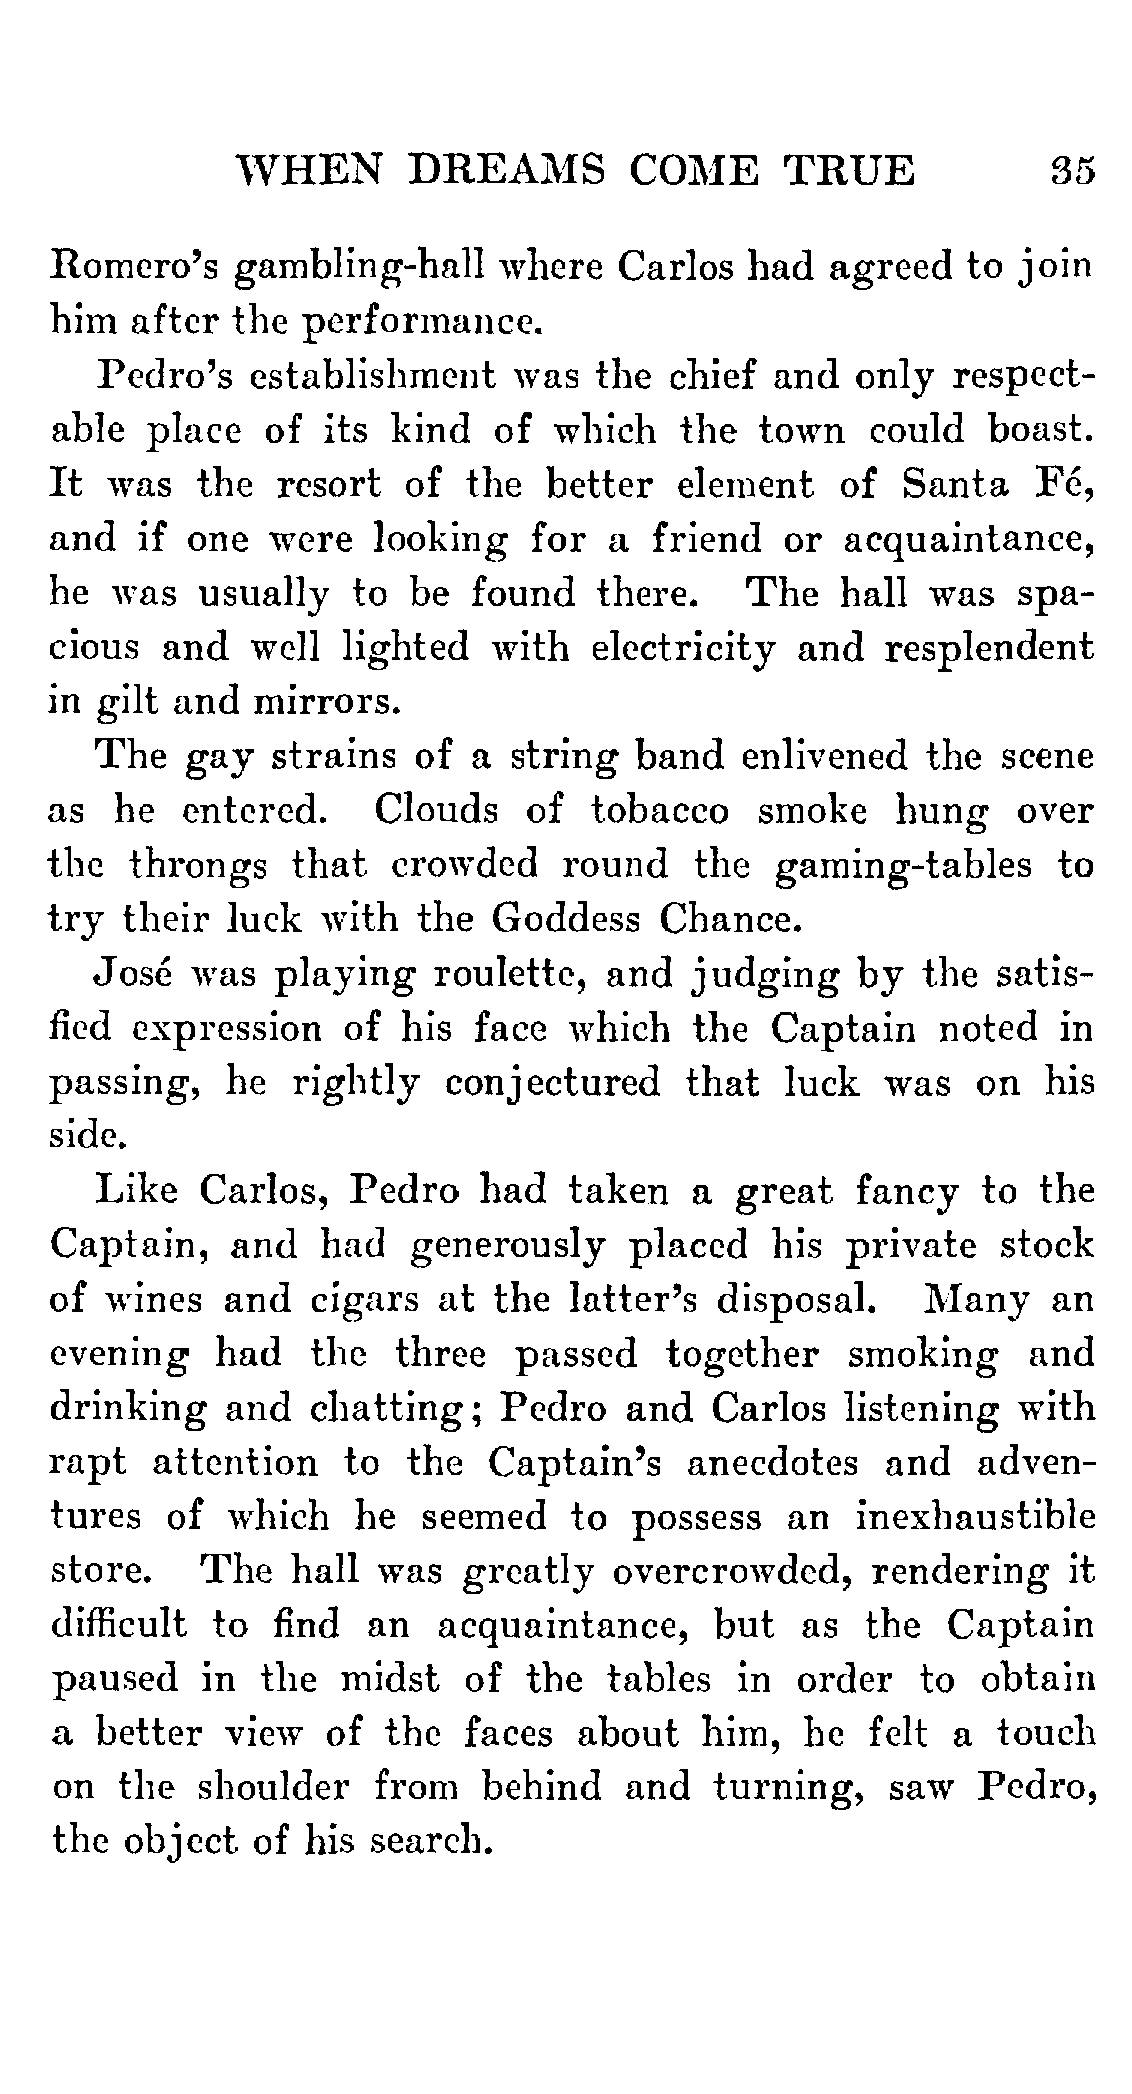 WHEN DREAMS COME TRUE 35
Romero's gambling-hall where Carlos had agreed to join
him after the performance.
Pedro's establishment was the chief and only respect-
able place of its kind of which the town could boast.
It was the resort of the better element of Santa Fé,
and if one were looking for a friend or acquaintance,
he was usually to be found there. The hall was spa-
cious and well lighted with electricity and resplendent
in gilt and mirrors.
The gay strains of a string band enlivened the scene
as he entered. Clouds of tobacco smoke hung over
the throngs that crowded round the gaming-tables to
try their luck with the Goddess Chance.
José was playing roulette, and judging by the satis-
fied expression of his face which the Captain noted in
passing, he rightly conjectured that luck was on his
side.
Like Carlos, Pedro had taken a great fancy to the
Captain, and had generously placed his private stock
of wines and cigars at the latter's disposal. Many an
evening had the three passed together smoking and
drinking and chatting; Pedro and Carlos listening with
rapt attention to the Captain's anecdotes and adven-
tures of which he seemed to possess an inexhaustible
store. The hall was greatly overcrowded, rendering it
difficult to find an acquaintance, but as the Captain
paused in the midst of the tables in order to obtain
a better view of the faces about him, he felt a touch
on the shoulder from behind and turning, saw Pedro,
the object of his search.